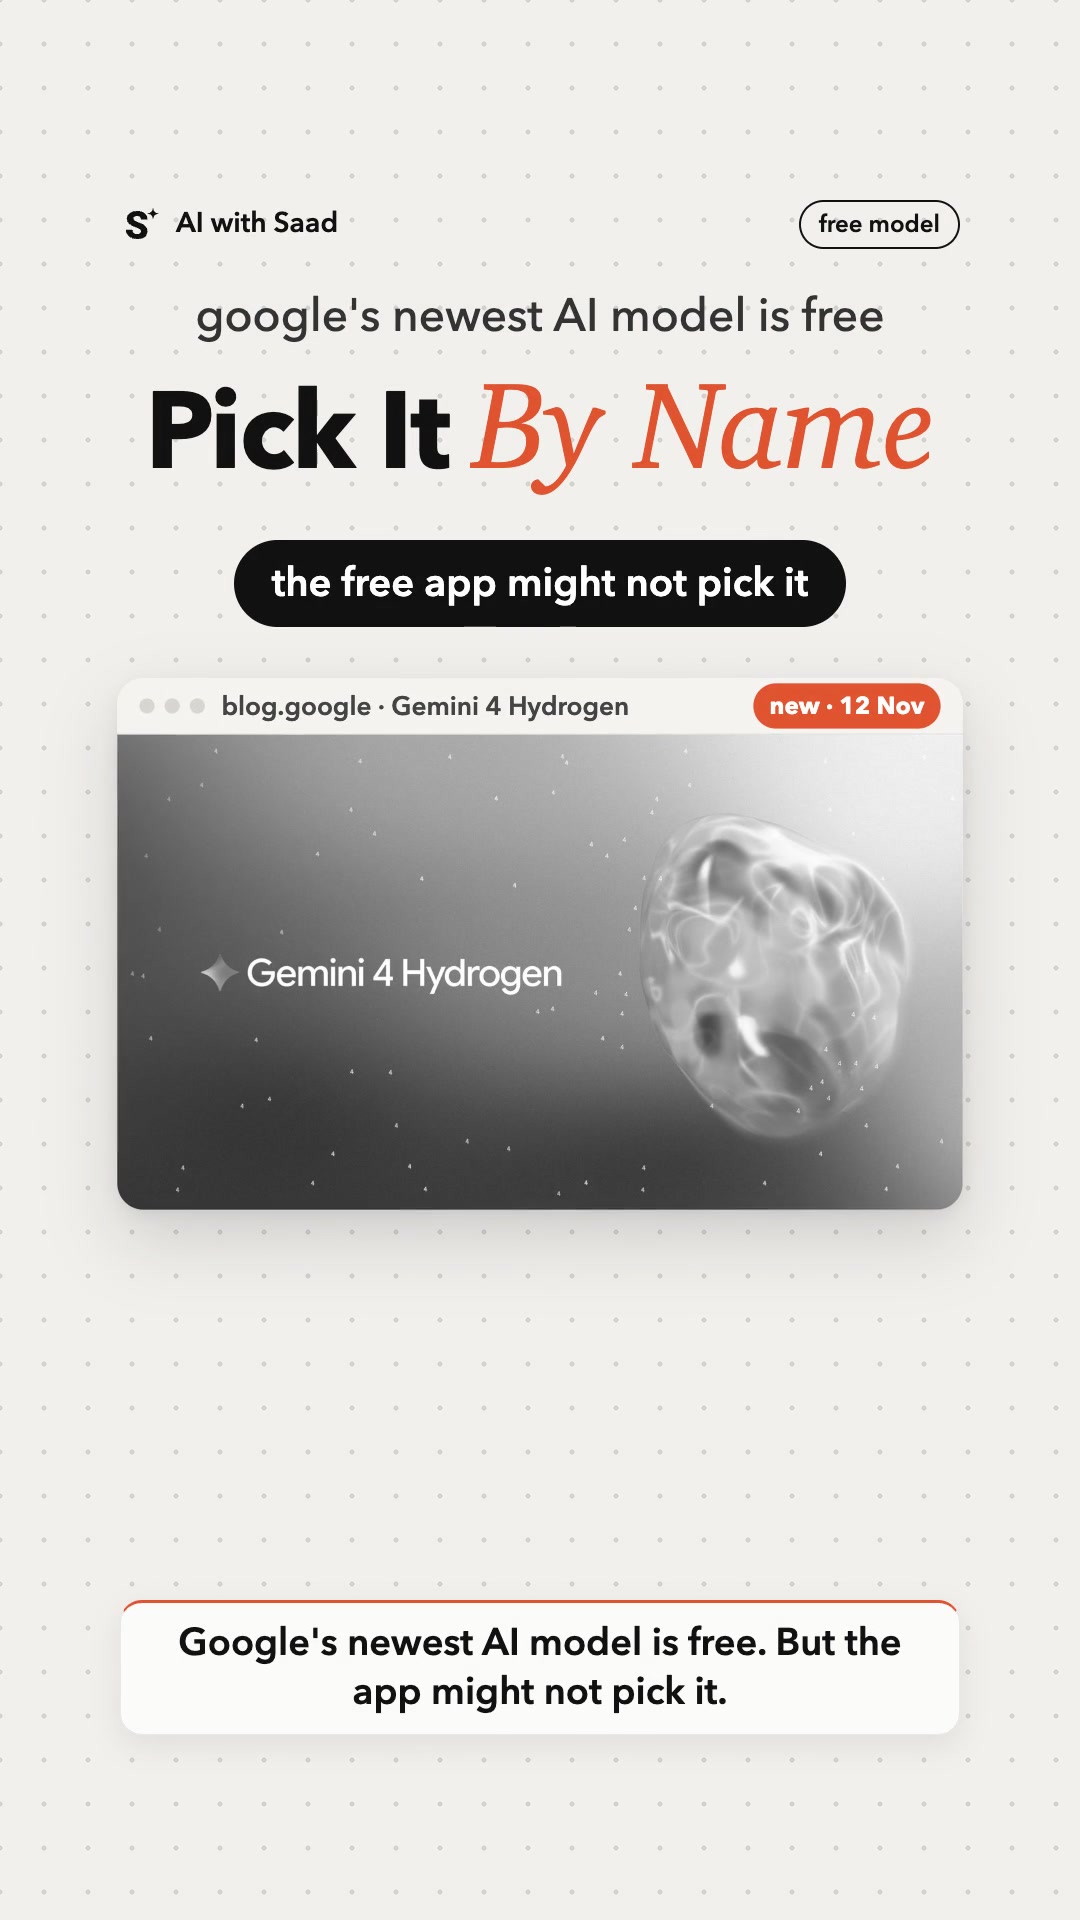 S AI with Saad
free model
google's newest AI model is free
Pick It By Name
the free app might not pick it
blog.google · Gemini 4 Hydrogen
new · 12 Nov
Gemini 4 Hydrogen
Google's newest AI model is free. But the
app might not pick it.